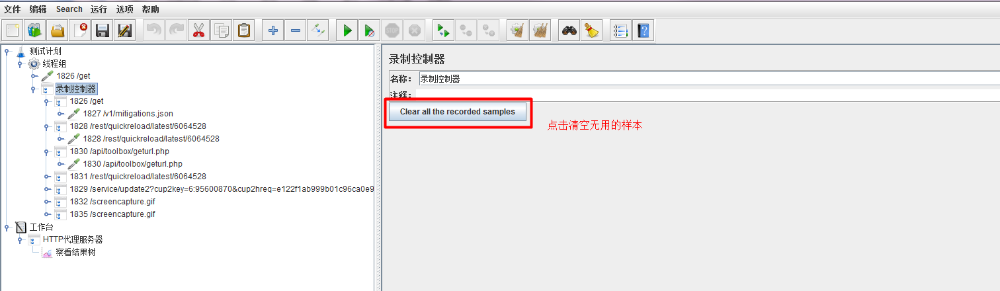 文件 编辑 Search 运行 选项 帮助
测试计划
线程组
1826 /get
录制控制器
1826 /get
1827 /v1/mitigations.json
1828 /rest/quickreload/latest/6064528
1828 /rest/quickreload/latest/6064528
1830 /api/toolbox/geturl.php
1830 /api/toolbox/geturl.php
1831 /rest/quickreload/latest/6064528
1829 /service/update2?cup2key=6:95600870&cup2hreq=e122f1ab999b01c96ca0e9
1832 /screencapture.gif
1835 /screencapture.gif
工作台
HTTP代理服务器
察看结果树
录制控制器
名称: 录制控制器
注释:
Clear all the recorded samples
点击清空无用的样本
STOP